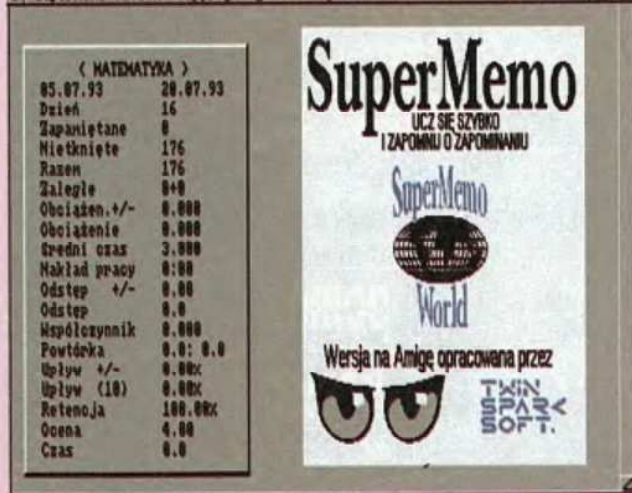 ( MATEMATYKA )
05.07.93 20.07.93
Dzień 16
Zapamiętane 0
Nietknięte 176
Razem 176
Zaległe 0+0
Obciążen.+/- 0.000
Obciążenie 0.000
Średni czas 3.000
Nakład pracy 0:00
Odstęp +/- 0.00
Odstęp 0.0
Współczynnik 0.000
Powtórka 0.0: 0.0
Upływ +/- 0.00%
Upływ (10) 0.00%
Retencja 100.00%
Ocena 4.00
Czas 0.0
SuperMemo
UCZ SIĘ SZYBKO
I ZAPOMNIJ O ZAPOMINANIU
SuperMemo
World
Wersja na Amigę opracowana przez
TWIN
SPARK
SOFT.